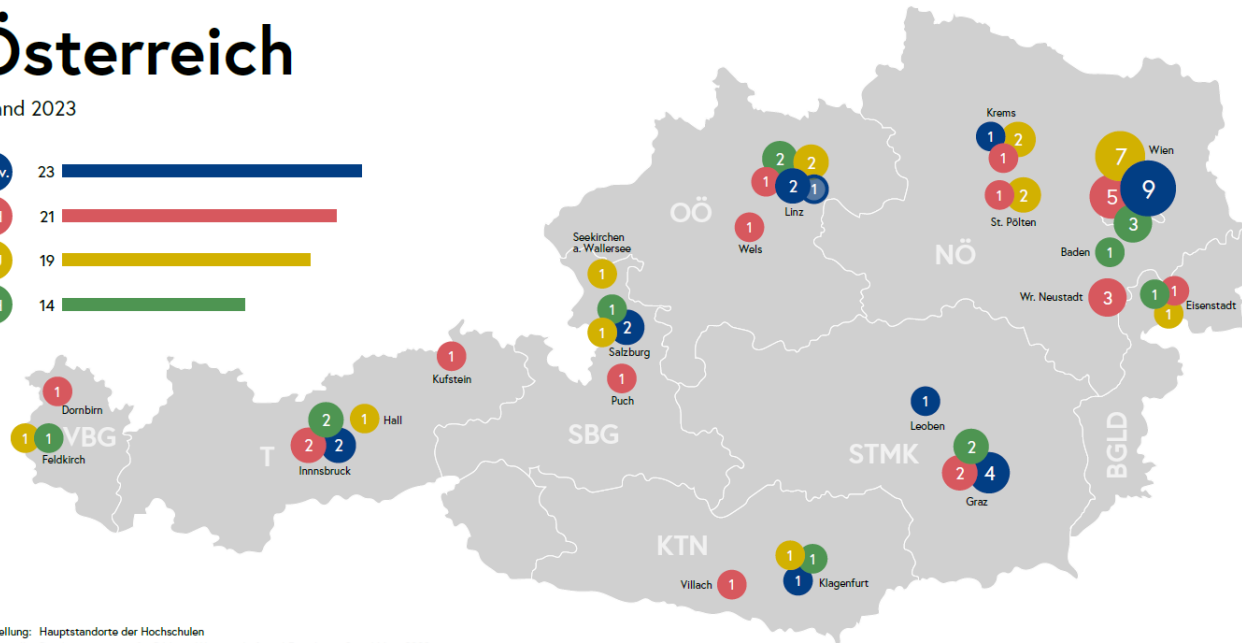 Österreich
and 2023
v. 23
21
19
14
Krems
1 2
1
7 Wien
5 9
3
1 2
St. Pölten
Baden 1
Wr. Neustadt 3
1 1
Eisenstadt
1
NÖ
2 2
1 2 1
Linz
OÖ
1
Wels
Seekirchen
a. Wallersee
1
1
1 2
Salzburg
1
Puch
SBG
1
Kufstein
1
Dornbirn
VBG
1 1
Feldkirch
2
1 Hall
2 2
Innnsbruck
T
1
Leoben
STMK
2
2 4
Graz
BGLD
KTN
1 1
1 Klagenfurt
Villach 1
ellung: Hauptstandorte der Hochschulen